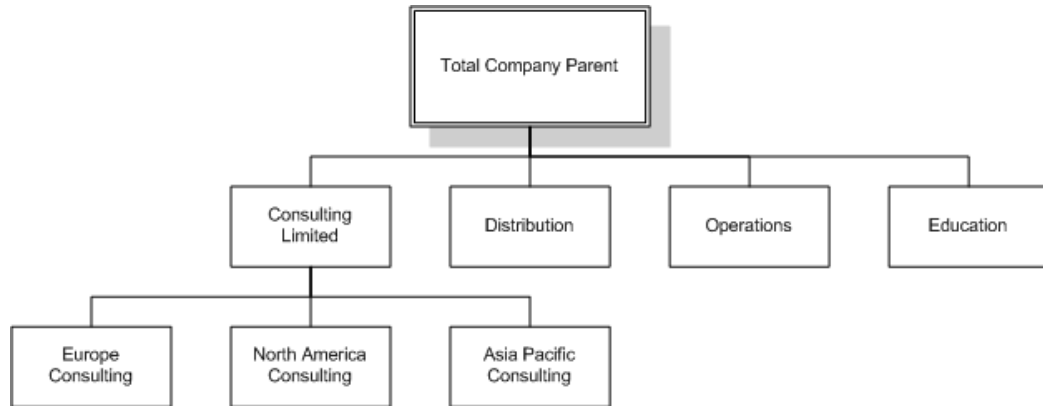 Total Company Parent
Consulting
Limited
Distribution
Operations
Education
Europe
Consulting
North America
Consulting
Asia Pacific
Consulting